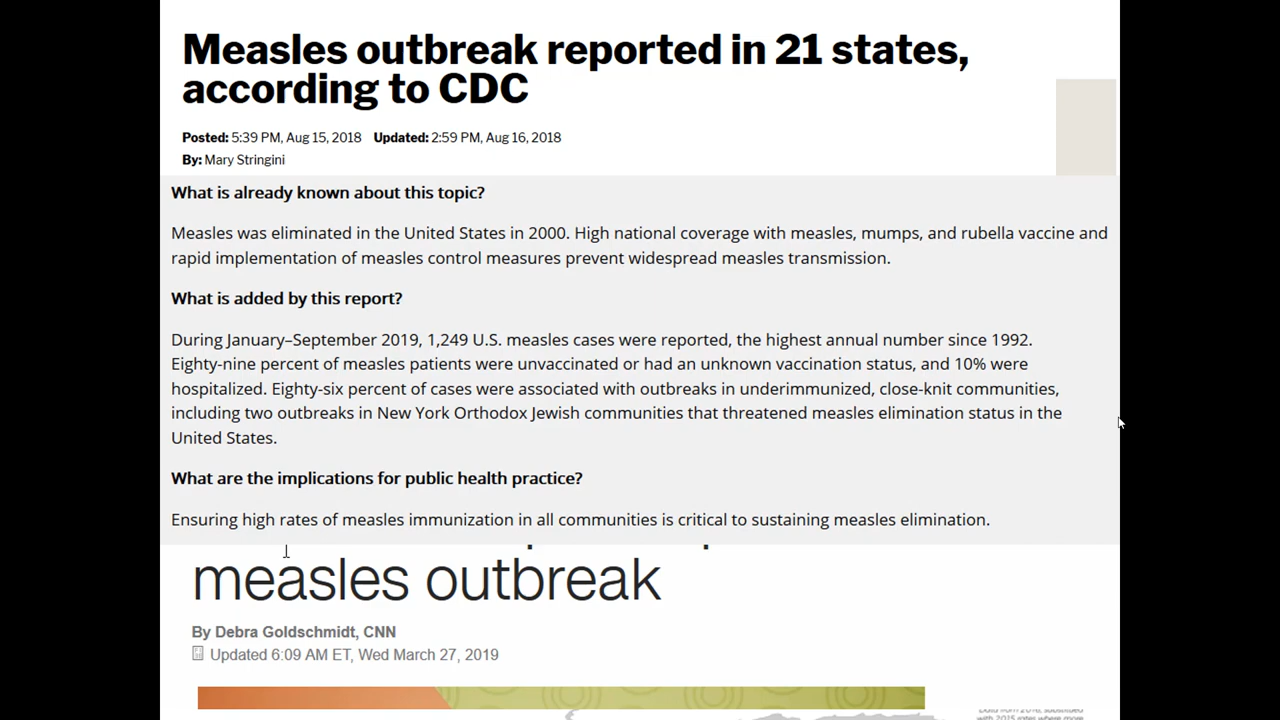 Measles outbreak reported in 21 states,
according to CDC
Posted: 5:39 PM, Aug 15, 2018 Updated: 2:59 PM, Aug 16, 2018
By: Mary Stringini
What is already known about this topic?
Measles was eliminated in the United States in 2000. High national coverage with measles, mumps, and rubella vaccine and
rapid implementation of measles control measures prevent widespread measles transmission.
What is added by this report?
During January–September 2019, 1,249 U.S. measles cases were reported, the highest annual number since 1992.
Eighty-nine percent of measles patients were unvaccinated or had an unknown vaccination status, and 10% were
hospitalized. Eighty-six percent of cases were associated with outbreaks in underimmunized, close-knit communities,
including two outbreaks in New York Orthodox Jewish communities that threatened measles elimination status in the
United States.
What are the implications for public health practice?
Ensuring high rates of measles immunization in all communities is critical to sustaining measles elimination.
measles outbreak
By Debra Goldschmidt, CNN
Updated 6:09 AM ET, Wed March 27, 2019